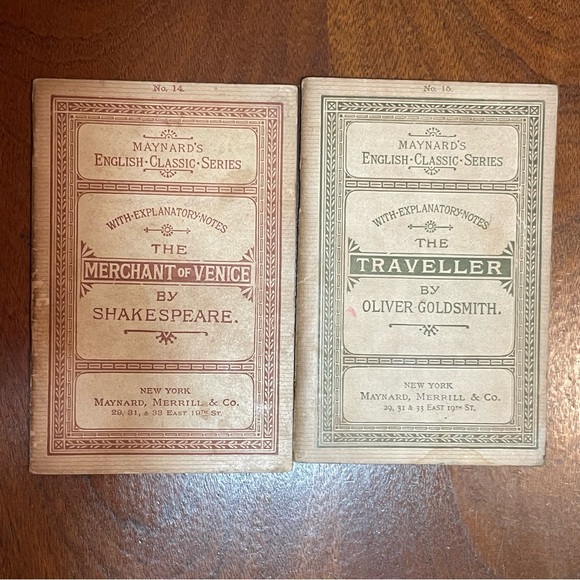 No. 14.
MAYNARD'S
ENGLISH · CLASSIC · SERIES
WITH · EXPLANATORY · NOTES
THE
MERCHANT OF VENICE
BY
SHAKESPEARE.
NEW YORK
MAYNARD, MERRILL & CO.
29, 31, & 33 EAST 19TH ST.
No. 15.
MAYNARD'S
ENGLISH · CLASSIC · SERIES
WITH · EXPLANATORY · NOTES
THE
TRAVELLER
BY
OLIVER GOLDSMITH.
NEW YORK
MAYNARD, MERRILL & CO.
29, 31 & 33 EAST 19TH ST.